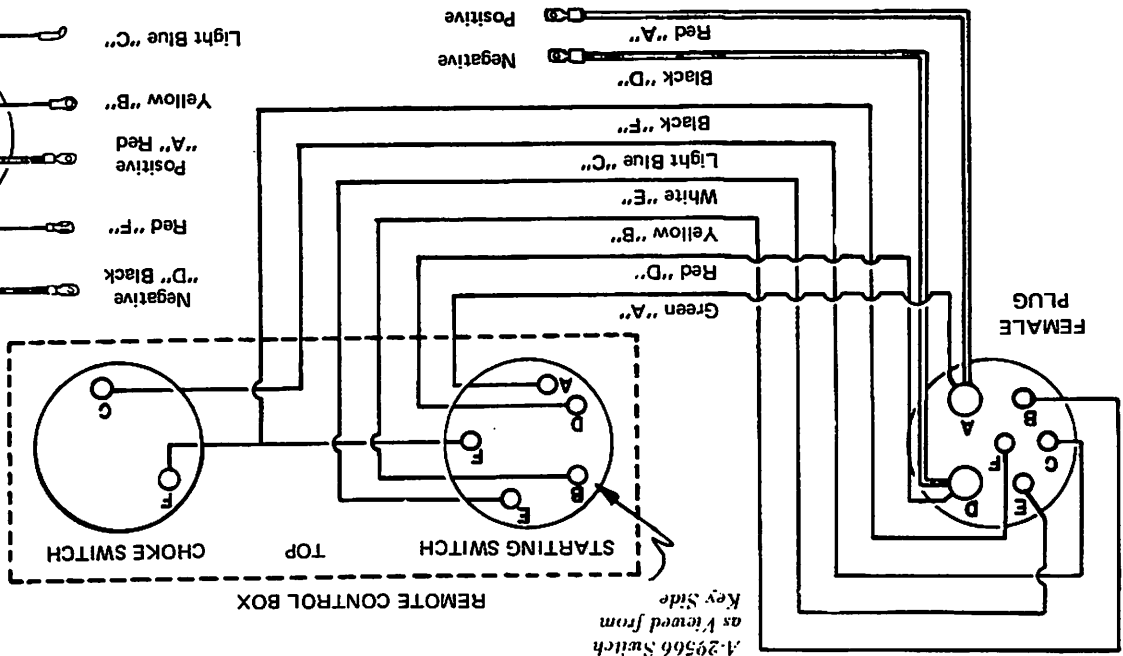 A-29566 Switch
as Viewed from
Key Side
REMOTE CONTROL BOX
STARTING SWITCH
TOP
CHOKE SWITCH
E
B
F
D
A
F
C
FEMALE
PLUG
D
E
F
C
A
B
Green "A"
Red "D"
Yellow "B"
White "E"
Light Blue "C"
Black "F"
Black "D"
Negative
Red "A"
Positive
Negative
"D" Black
Red "F"
Positive
"A" Red
Yellow "B"
Light Blue "C"